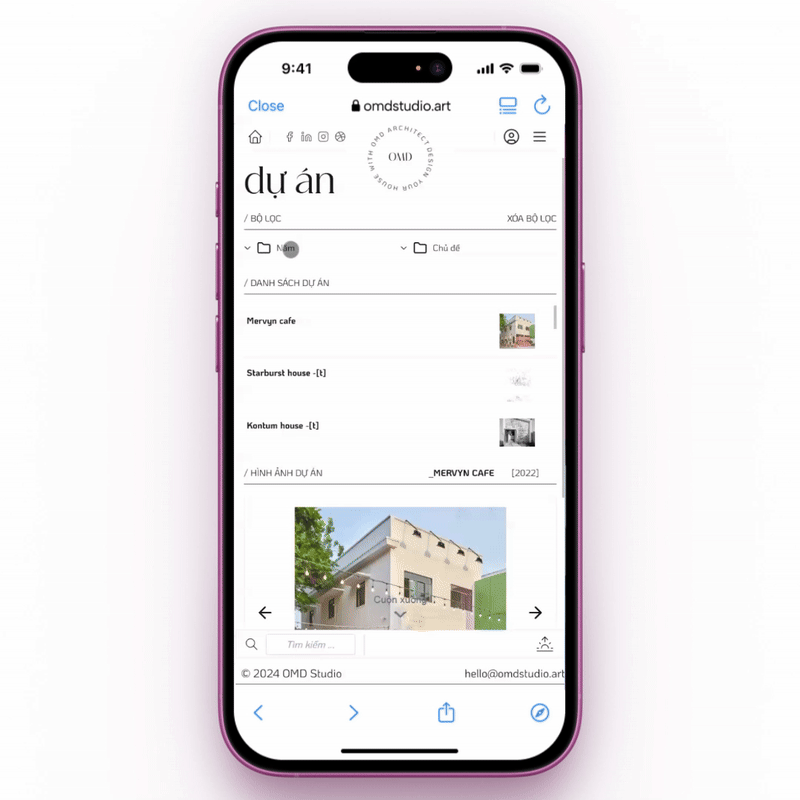 9:41
Close
omdstudio.art
OMD ARCHITECT DESIGN YOUR HOUSE WITH
OMD
dự án
/ BỘ LỌC XÓA BỘ LỌC
Năm Chủ đề
/ DANH SÁCH DỰ ÁN
Mervyn cafe
Starburst house -[t]
Kontum house -[t]
/ HÌNH ẢNH DỰ ÁN _MERVYN CAFE [2022]
Cuộn xuống
Tìm kiếm ...
© 2024 OMD Studio hello@omdstudio.art